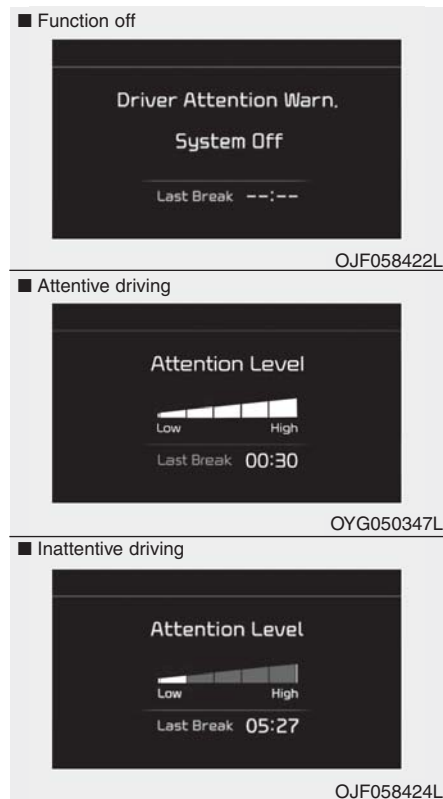 ■ Function off
Driver Attention Warn.
System Off
Last Break --:--
OJF058422L
■ Attentive driving
Attention Level
Low High
Last Break 00:30
OYG050347L
■ Inattentive driving
Attention Level
Low High
Last Break 05:27
OJF058424L